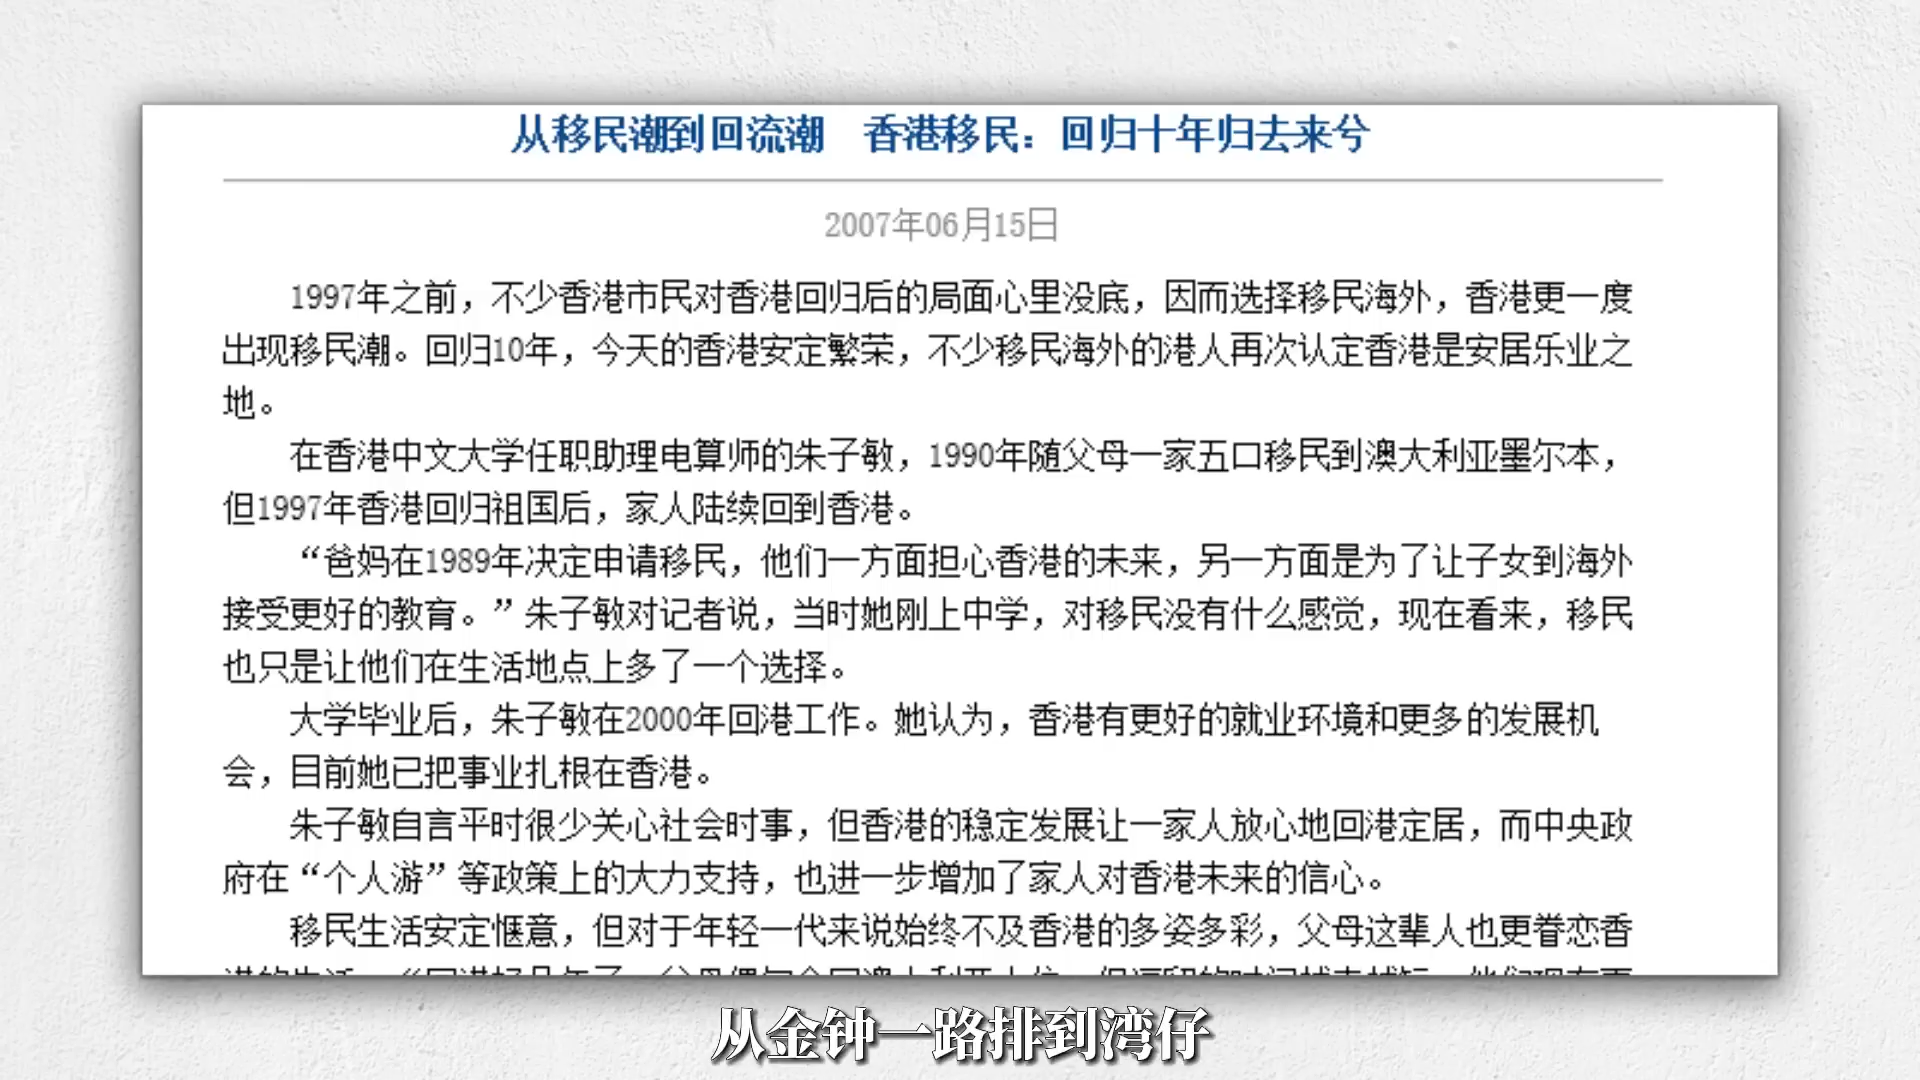 从移民潮到回流潮　香港移民：回归十年归去来兮
2007年06月15日
1997年之前，不少香港市民对香港回归后的局面心里没底，因而选择移民海外，香港更一度
出现移民潮。回归10年，今天的香港安定繁荣，不少移民海外的港人再次认定香港是安居乐业之
地。
在香港中文大学任职助理电算师的朱子敏，1990年随父母一家五口移民到澳大利亚墨尔本，
但1997年香港回归祖国后，家人陆续回到香港。
“爸妈在1989年决定申请移民，他们一方面担心香港的未来，另一方面是为了让子女到海外
接受更好的教育。”朱子敏对记者说，当时她刚上中学，对移民没有什么感觉，现在看来，移民
也只是让他们在生活地点上多了一个选择。
大学毕业后，朱子敏在2000年回港工作。她认为，香港有更好的就业环境和更多的发展机
会，目前她已把事业扎根在香港。
朱子敏自言平时很少关心社会时事，但香港的稳定发展让一家人放心地回港定居，而中央政
府在“个人游”等政策上的大力支持，也进一步增加了家人对香港未来的信心。
移民生活安定惬意，但对于年轻一代来说始终不及香港的多姿多彩，父母这辈人也更眷恋香
从金钟一路排到湾仔